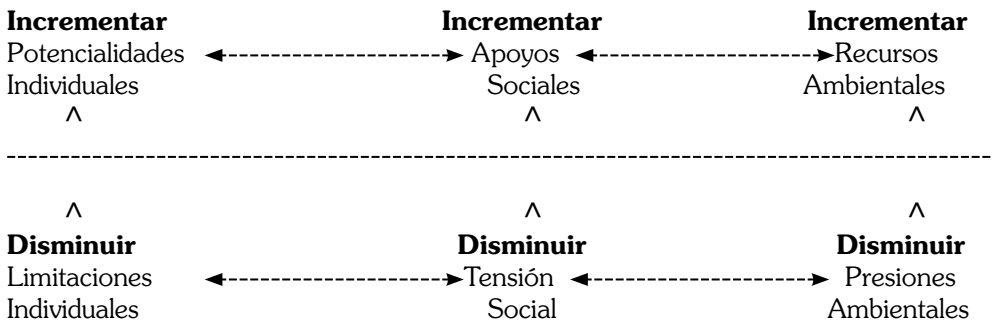 Incrementar Incrementar Incrementar
Potencialidades Apoyos Recursos
Individuales Sociales Ambientales
Disminuir Disminuir Disminuir
Limitaciones Tensión Presiones
Individuales Social Ambientales